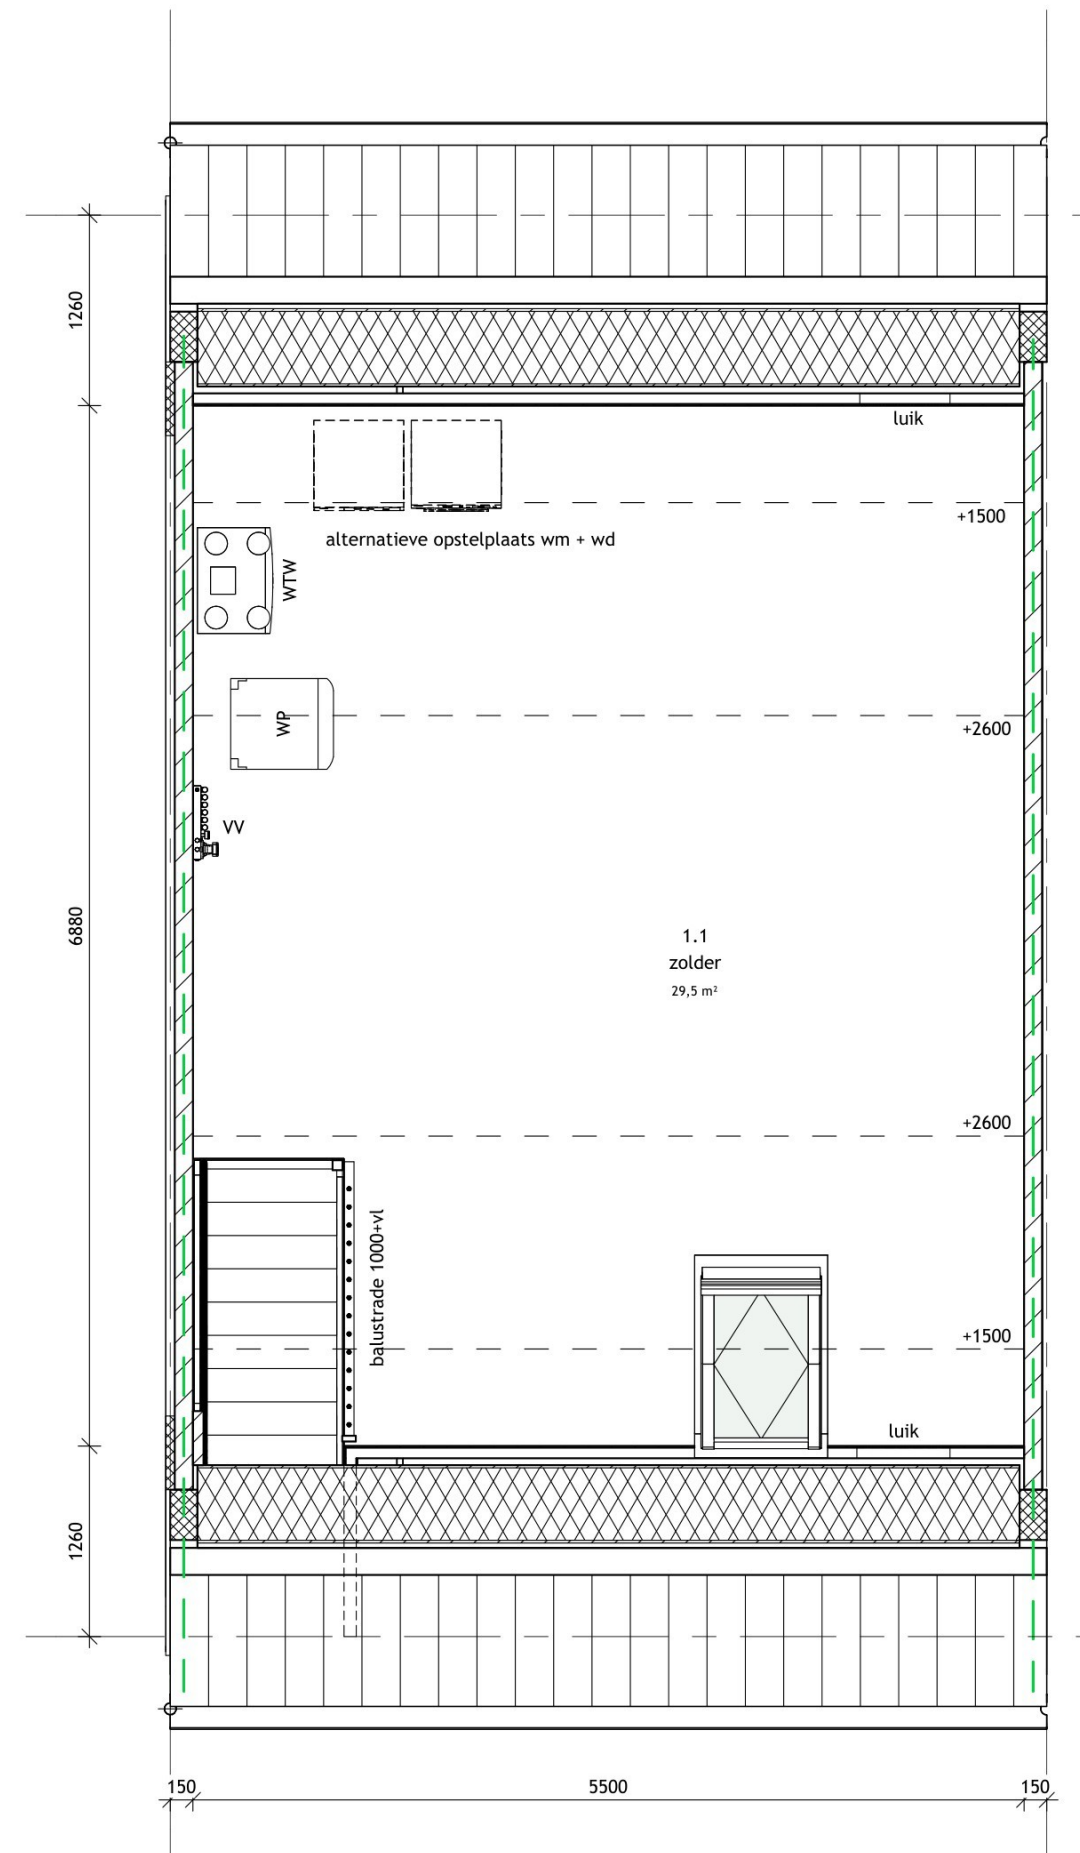 1260
luik
+1500
alternatieve opstelplaats wm + wd
WTW
WP
+2600
VV
6880
1.1
zolder
29,5 m²
+2600
balustrade 1000+vl
+1500
luik
1260
150
5500
150